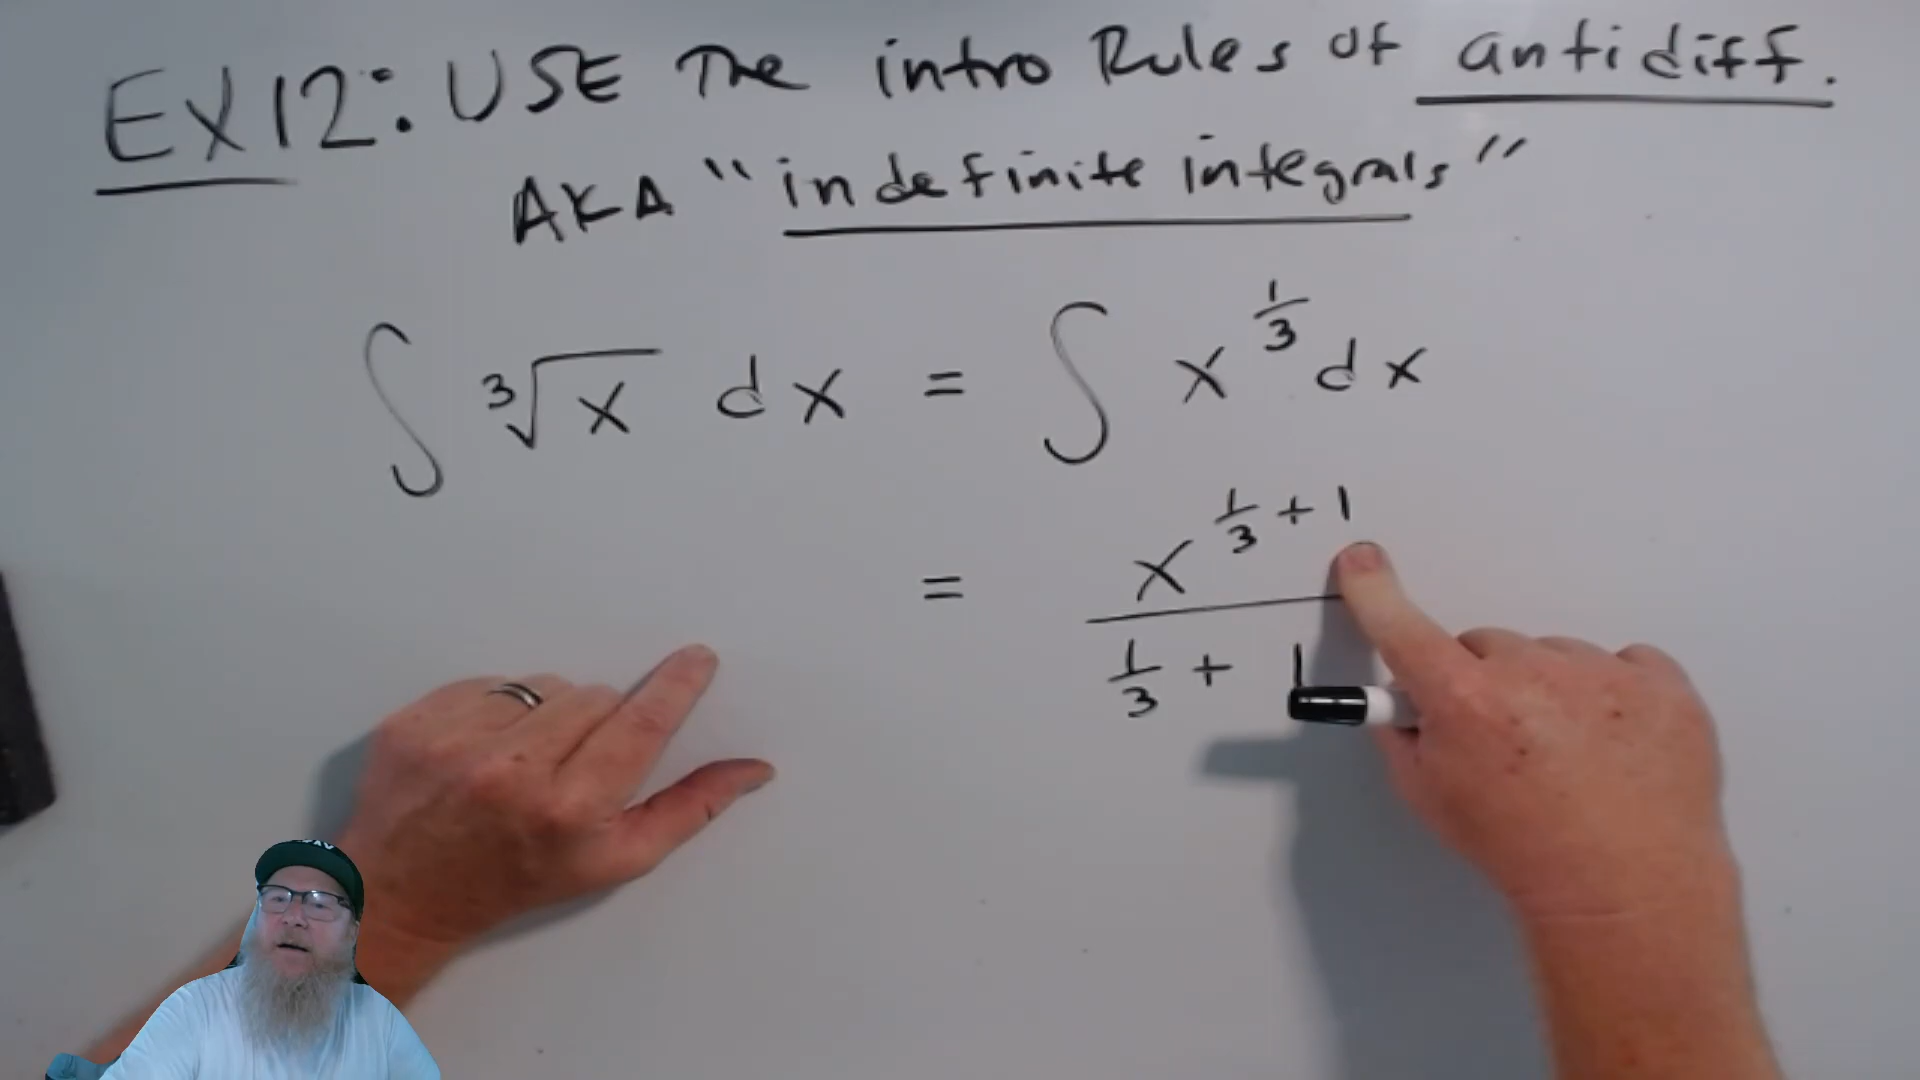 EX12: USE The intro Rules of antidiff.
AKA "indefinite integrals"
∫ ³√x dx = ∫ x^(1/3) dx
= x^(1/3 + 1) / (1/3 + 1)